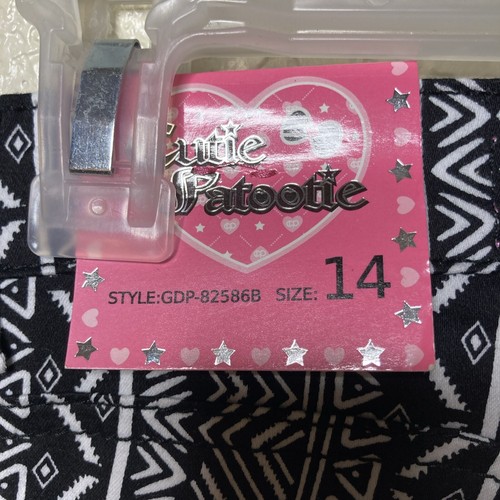 Cutie
Patootie
STYLE:GDP-82586B SIZE: 14